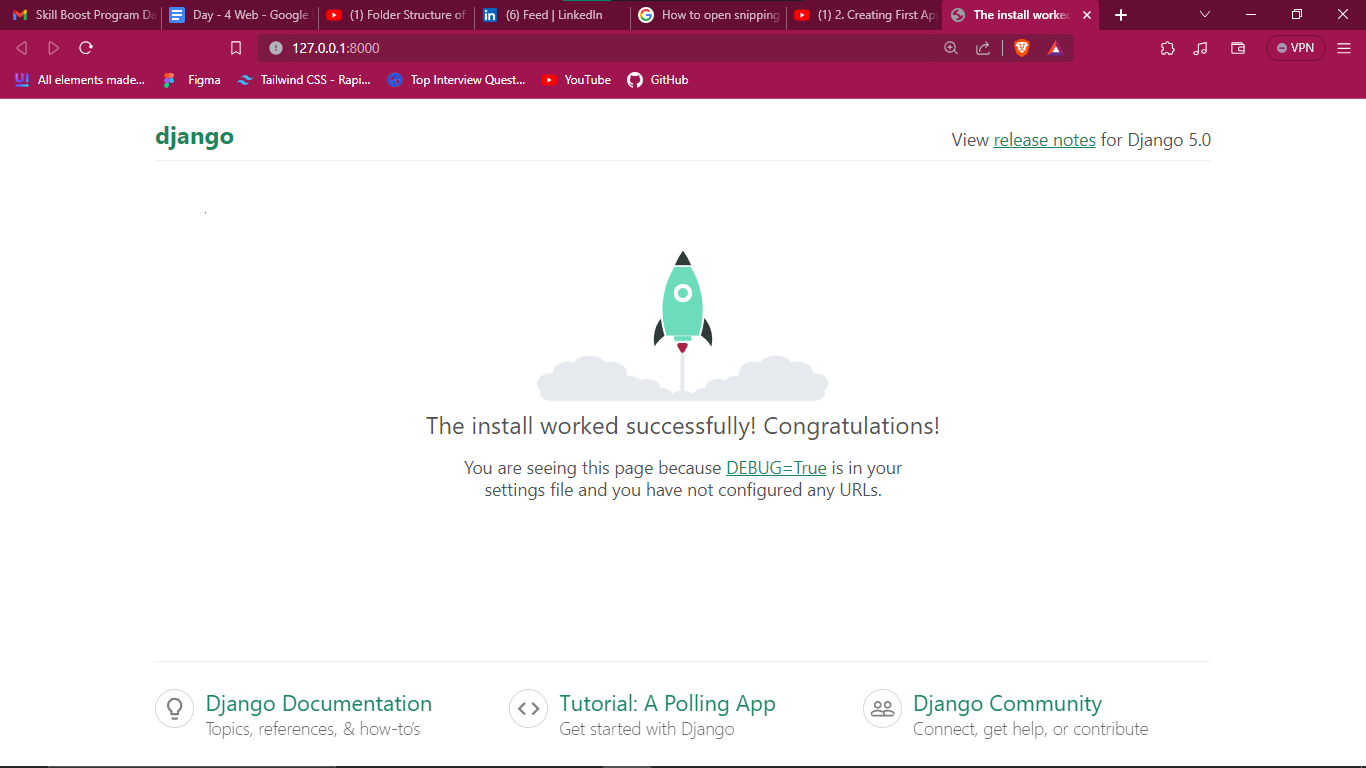 Skill Boost Program Da
Day - 4 Web - Google
(1) Folder Structure of
(6) Feed | LinkedIn
How to open snipping
(1) 2. Creating First Ap
The install worked
127.0.0.1:8000
VPN
All elements made...
Figma
Tailwind CSS - Rapi...
Top Interview Quest...
YouTube
GitHub
django
View release notes for Django 5.0
The install worked successfully! Congratulations!
You are seeing this page because DEBUG=True is in your
settings file and you have not configured any URLs.
Django Documentation
Topics, references, & how-to’s
Tutorial: A Polling App
Get started with Django
Django Community
Connect, get help, or contribute